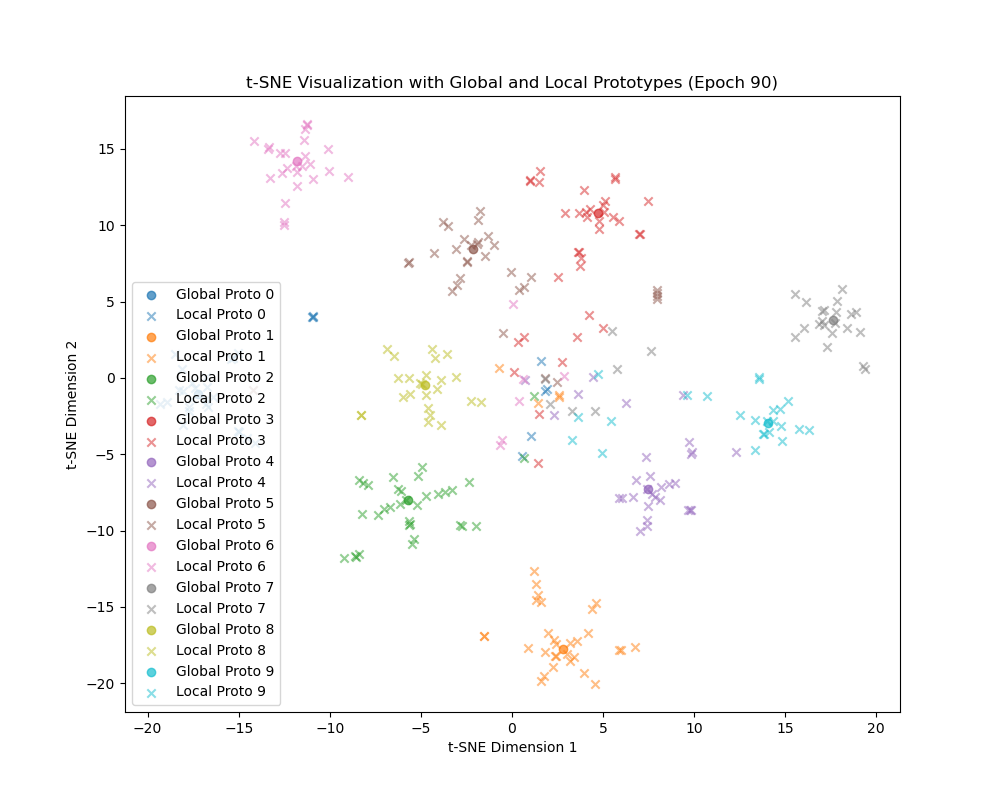 t-SNE Visualization with Global and Local Prototypes (Epoch 90)
15
10
5
0
−5
−10
−15
−20
t-SNE Dimension 2
Global Proto 0
Local Proto 0
Global Proto 1
Local Proto 1
Global Proto 2
Local Proto 2
Global Proto 3
Local Proto 3
Global Proto 4
Local Proto 4
Global Proto 5
Local Proto 5
Global Proto 6
Local Proto 6
Global Proto 7
Local Proto 7
Global Proto 8
Local Proto 8
Global Proto 9
Local Proto 9
−20 −15 −10 −5 0 5 10 15 20
t-SNE Dimension 1